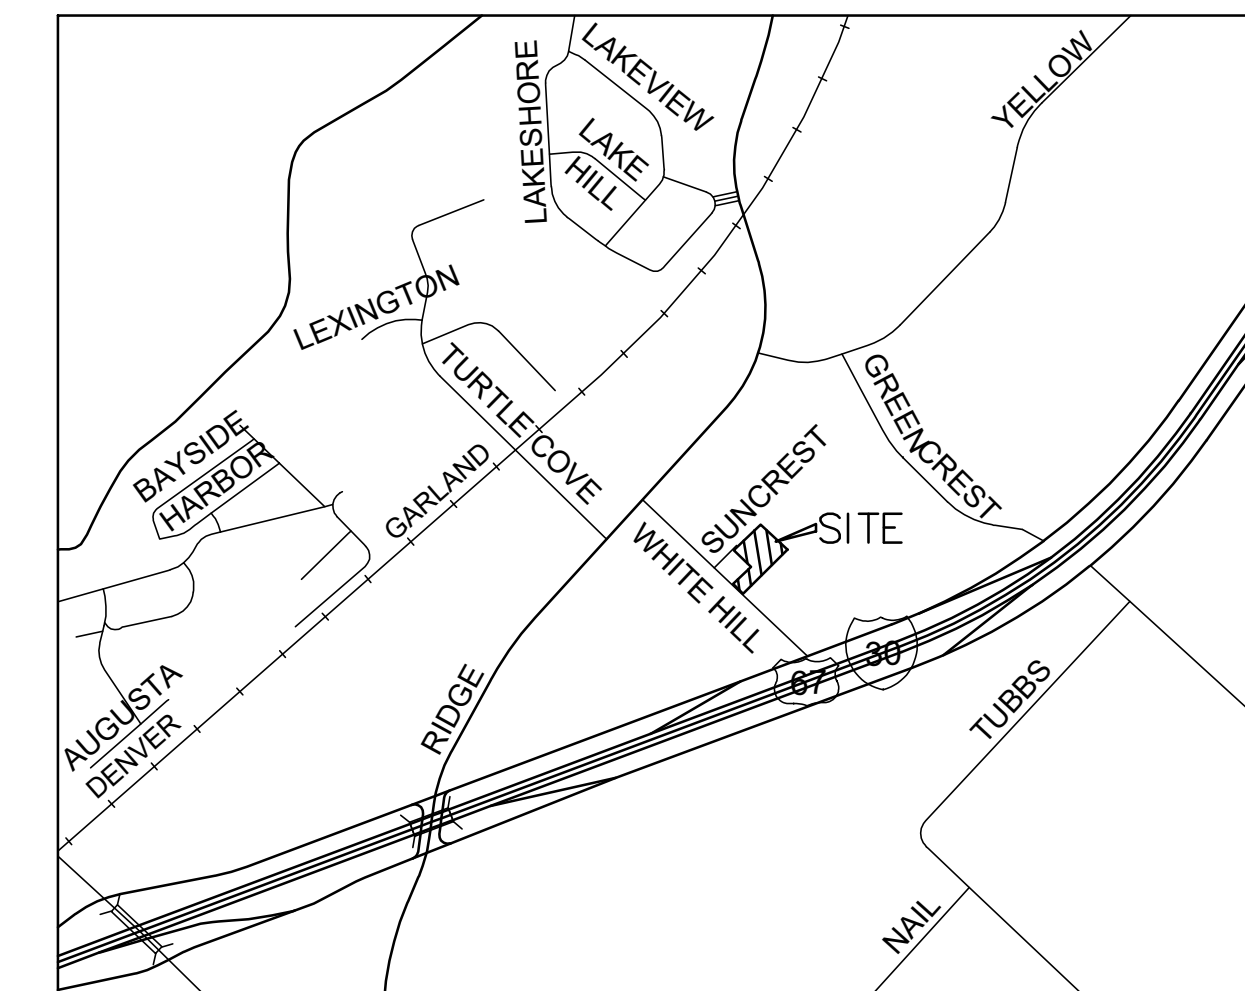 LAKEVIEW
LAKESHORE
YELLOW
LAKE
HILL
LEXINGTON
TURTLE COVE
GREENCREST
BAYSIDE
HARBOR
GARLAND
SUNCREST
SITE
WHITE HILL
30
67
RIDGE
TUBBS
AUGUSTA
DENVER
NAIL